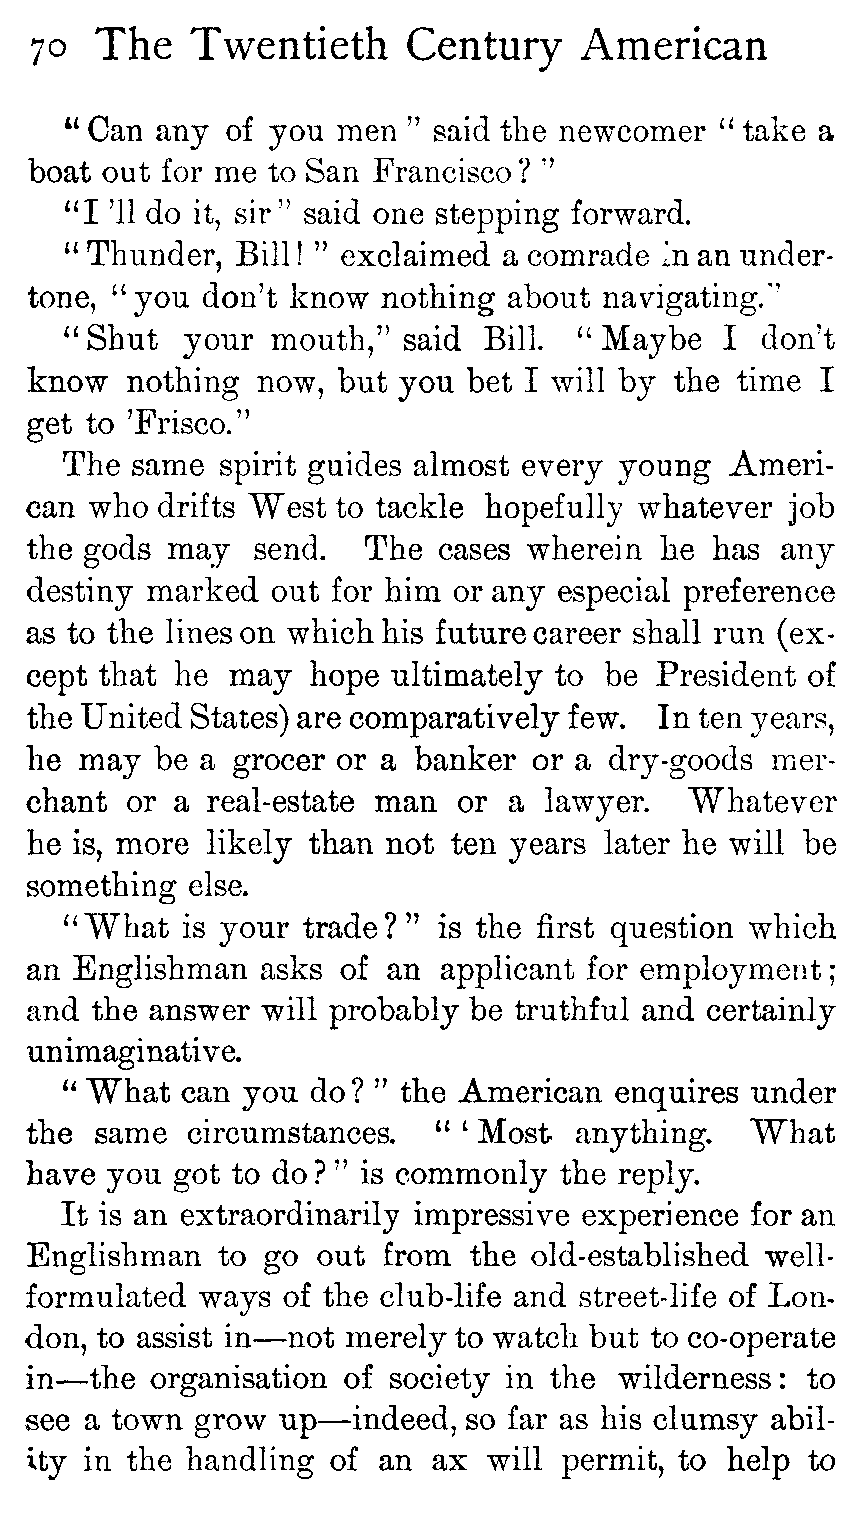 70 The Twentieth Century American
"Can any of you men" said the newcomer "take a
boat out for me to San Francisco?"
"I'll do it, sir" said one stepping forward.
"Thunder, Bill!" exclaimed a comrade in an under-
tone, "you don't know nothing about navigating."
"Shut your mouth," said Bill. "Maybe I don't
know nothing now, but you bet I will by the time I
get to 'Frisco."
The same spirit guides almost every young Ameri-
can who drifts West to tackle hopefully whatever job
the gods may send. The cases wherein he has any
destiny marked out for him or any especial preference
as to the lines on which his future career shall run (ex-
cept that he may hope ultimately to be President of
the United States) are comparatively few. In ten years,
he may be a grocer or a banker or a dry-goods mer-
chant or a real-estate man or a lawyer. Whatever
he is, more likely than not ten years later he will be
something else.
"What is your trade?" is the first question which
an Englishman asks of an applicant for employment;
and the answer will probably be truthful and certainly
unimaginative.
"What can you do?" the American enquires under
the same circumstances. "'Most anything. What
have you got to do?" is commonly the reply.
It is an extraordinarily impressive experience for an
Englishman to go out from the old-established well-
formulated ways of the club-life and street-life of Lon-
don, to assist in—not merely to watch but to co-operate
in—the organisation of society in the wilderness: to
see a town grow up—indeed, so far as his clumsy abil-
ity in the handling of an ax will permit, to help to